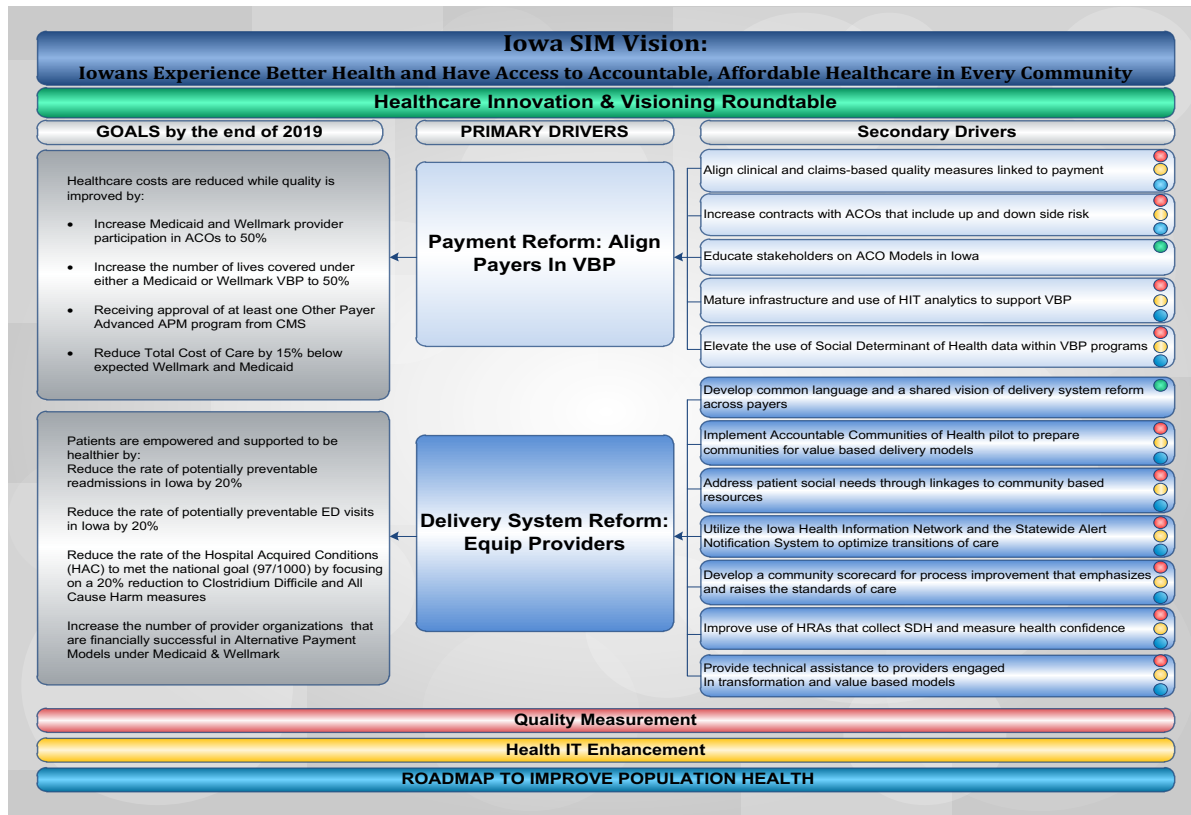 Iowa SIM Vision:
Iowans Experience Better Health and Have Access to Accountable, Affordable Healthcare in Every Community
Healthcare Innovation & Visioning Roundtable
GOALS by the end of 2019
PRIMARY DRIVERS
Secondary Drivers
Healthcare costs are reduced while quality is
improved by:
• Increase Medicaid and Wellmark provider
participation in ACOs to 50%
• Increase the number of lives covered under
either a Medicaid or Wellmark VBP to 50%
• Receiving approval of at least one Other Payer
Advanced APM program from CMS
• Reduce Total Cost of Care by 15% below
expected Wellmark and Medicaid
Payment Reform: Align
Payers In VBP
Align clinical and claims-based quality measures linked to payment
Increase contracts with ACOs that include up and down side risk
Educate stakeholders on ACO Models in Iowa
Mature infrastructure and use of HIT analytics to support VBP
Elevate the use of Social Determinant of Health data within VBP programs
Patients are empowered and supported to be
healthier by:
Reduce the rate of potentially preventable
readmissions in Iowa by 20%
Reduce the rate of potentially preventable ED visits
in Iowa by 20%
Reduce the rate of the Hospital Acquired Conditions
(HAC) to met the national goal (97/1000) by focusing
on a 20% reduction to Clostridium Difficile and All
Cause Harm measures
Increase the number of provider organizations that
are financially successful in Alternative Payment
Models under Medicaid & Wellmark
Delivery System Reform:
Equip Providers
Develop common language and a shared vision of delivery system reform
across payers
Implement Accountable Communities of Health pilot to prepare
communities for value based delivery models
Address patient social needs through linkages to community based
resources
Utilize the Iowa Health Information Network and the Statewide Alert
Notification System to optimize transitions of care
Develop a community scorecard for process improvement that emphasizes
and raises the standards of care
Improve use of HRAs that collect SDH and measure health confidence
Provide technical assistance to providers engaged
In transformation and value based models
Quality Measurement
Health IT Enhancement
ROADMAP TO IMPROVE POPULATION HEALTH